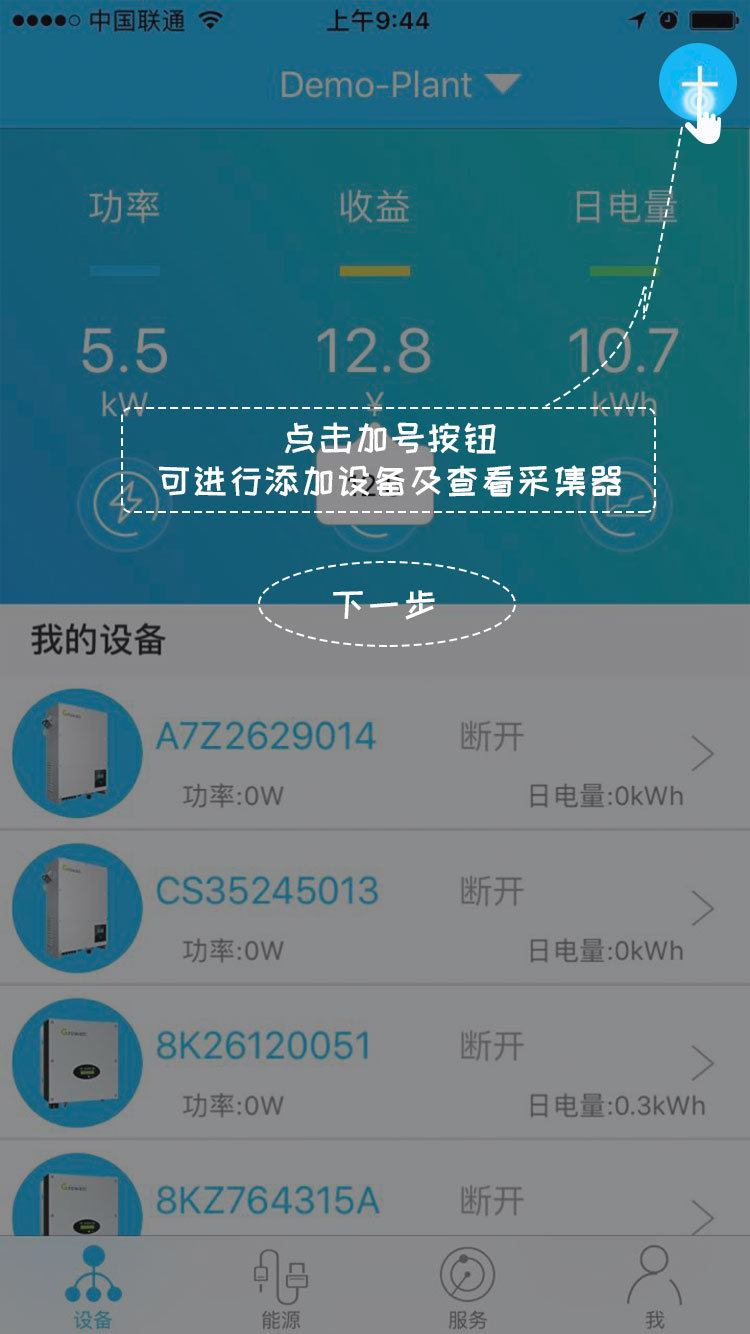 中国联通
上午9:44
Demo-Plant
功率 收益 日电量
5.5 12.8 10.7
kW ¥ kWh
点击加号按钮
可进行添加设备及查看采集器
下一步
我的设备
A7Z2629014 断开
功率:0W 日电量:0kWh
CS35245013 断开
功率:0W 日电量:0kWh
8K26120051 断开
功率:0W 日电量:0.3kWh
8KZ764315A 断开
设备 能源 服务 我